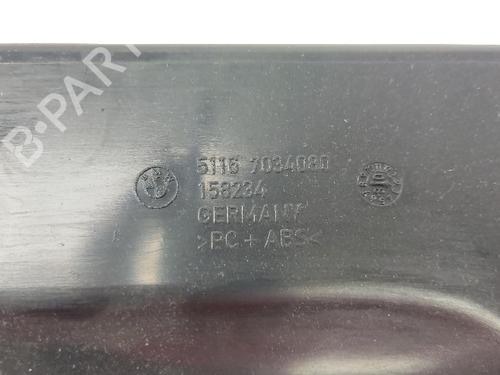 5116 7034080
158234
GERMANY
>PC + ABS<
B-PARTS